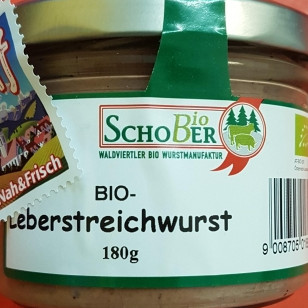 Bio
SCHOBER
WALDVIERTLER BIO WURSTMANUFAKTUR
Nah&Frisch
BIO-
Leberstreichwurst
180g